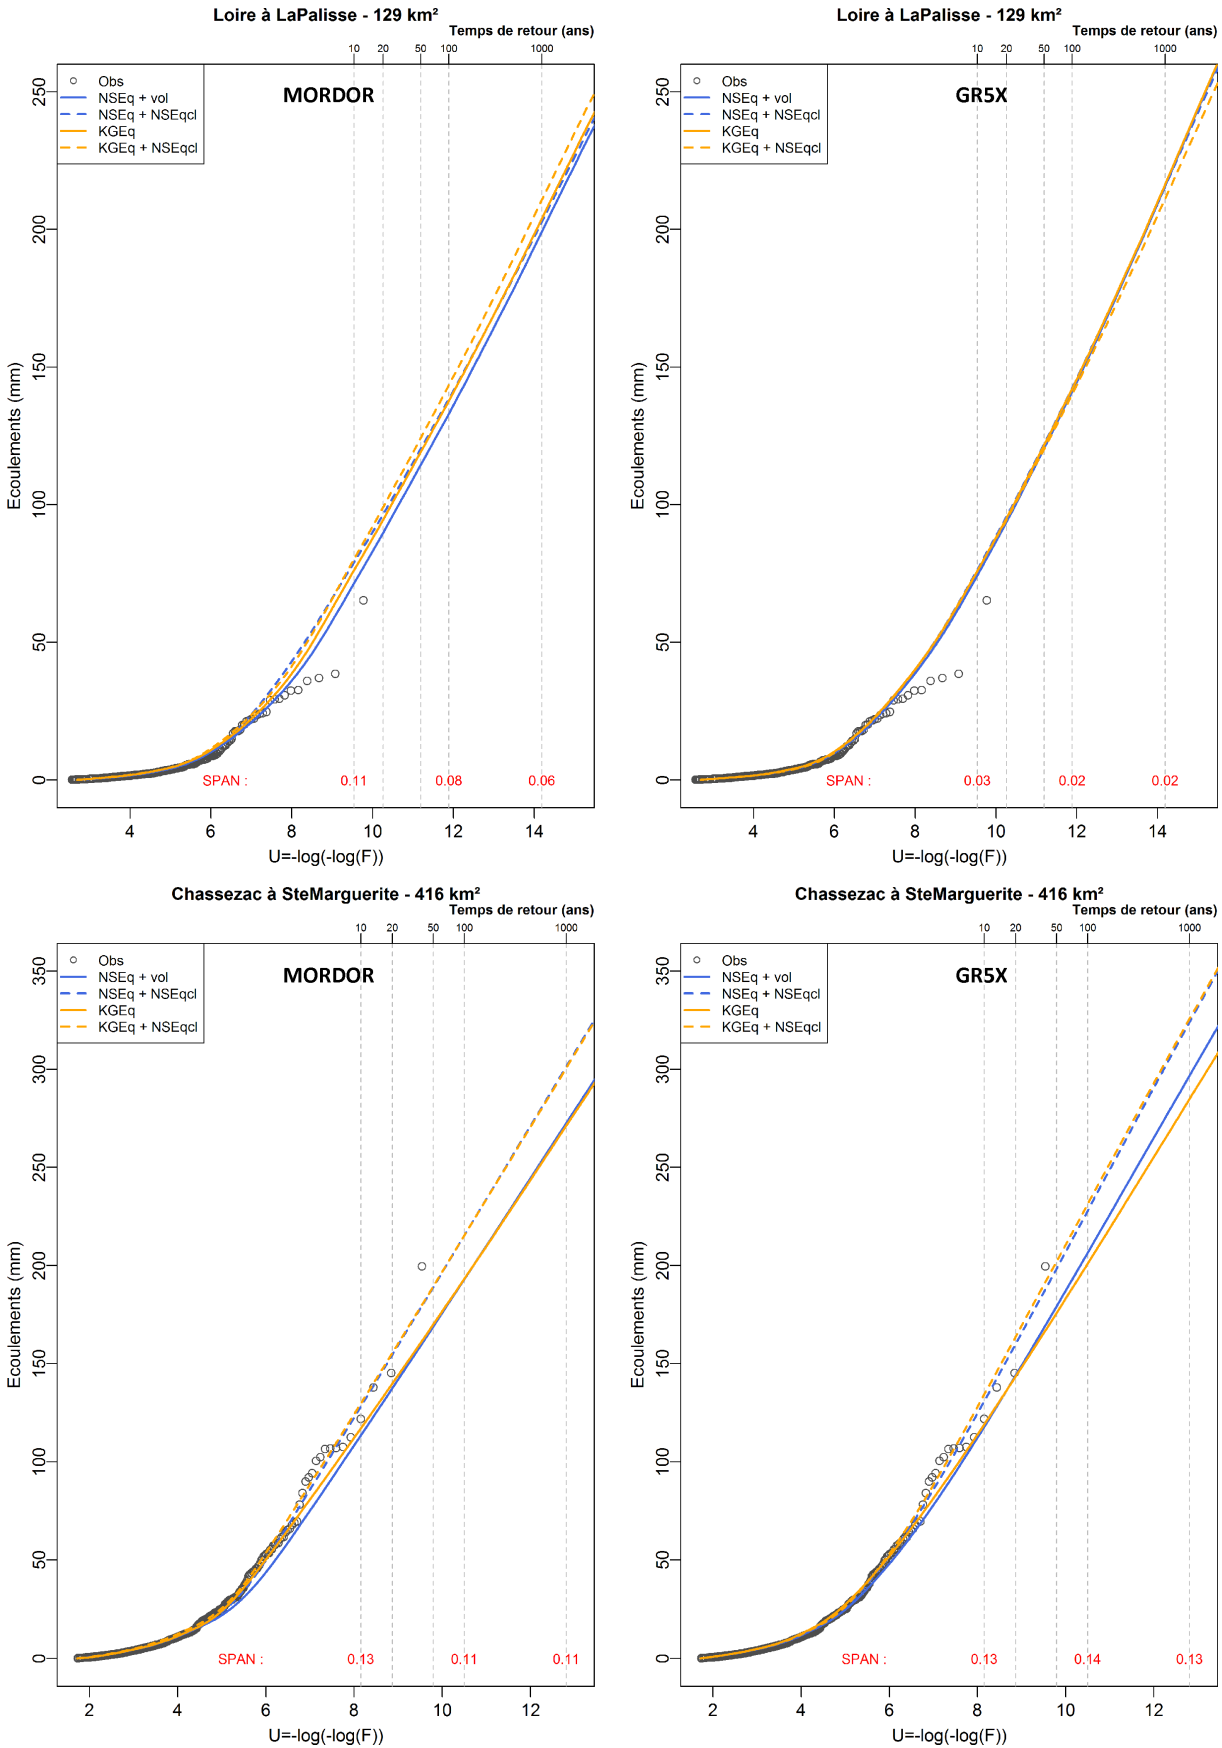 Loire à LaPalisse - 129 km²
Temps de retour (ans)
10 20 50 100 1000
Obs
NSEq + vol
NSEq + NSEqcl
KGEq
KGEq + NSEqcl
MORDOR
Ecoulements (mm)
250
200
150
100
50
0
SPAN : 0.11 0.08 0.06
4 6 8 10 12 14
U=-log(-log(F))
Loire à LaPalisse - 129 km²
Temps de retour (ans)
10 20 50 100 1000
Obs
NSEq + vol
NSEq + NSEqcl
KGEq
KGEq + NSEqcl
GR5X
Ecoulements (mm)
250
200
150
100
50
0
SPAN : 0.03 0.02 0.02
4 6 8 10 12 14
U=-log(-log(F))
Chassezac à SteMarguerite - 416 km²
Temps de retour (ans)
10 20 50 100 1000
Obs
NSEq + vol
NSEq + NSEqcl
KGEq
KGEq + NSEqcl
MORDOR
Ecoulements (mm)
350
300
250
200
150
100
50
0
SPAN : 0.13 0.11 0.11
2 4 6 8 10 12
U=-log(-log(F))
Chassezac à SteMarguerite - 416 km²
Temps de retour (ans)
10 20 50 100 1000
Obs
NSEq + vol
NSEq + NSEqcl
KGEq
KGEq + NSEqcl
GR5X
Ecoulements (mm)
350
300
250
200
150
100
50
0
SPAN : 0.13 0.14 0.13
2 4 6 8 10 12
U=-log(-log(F))